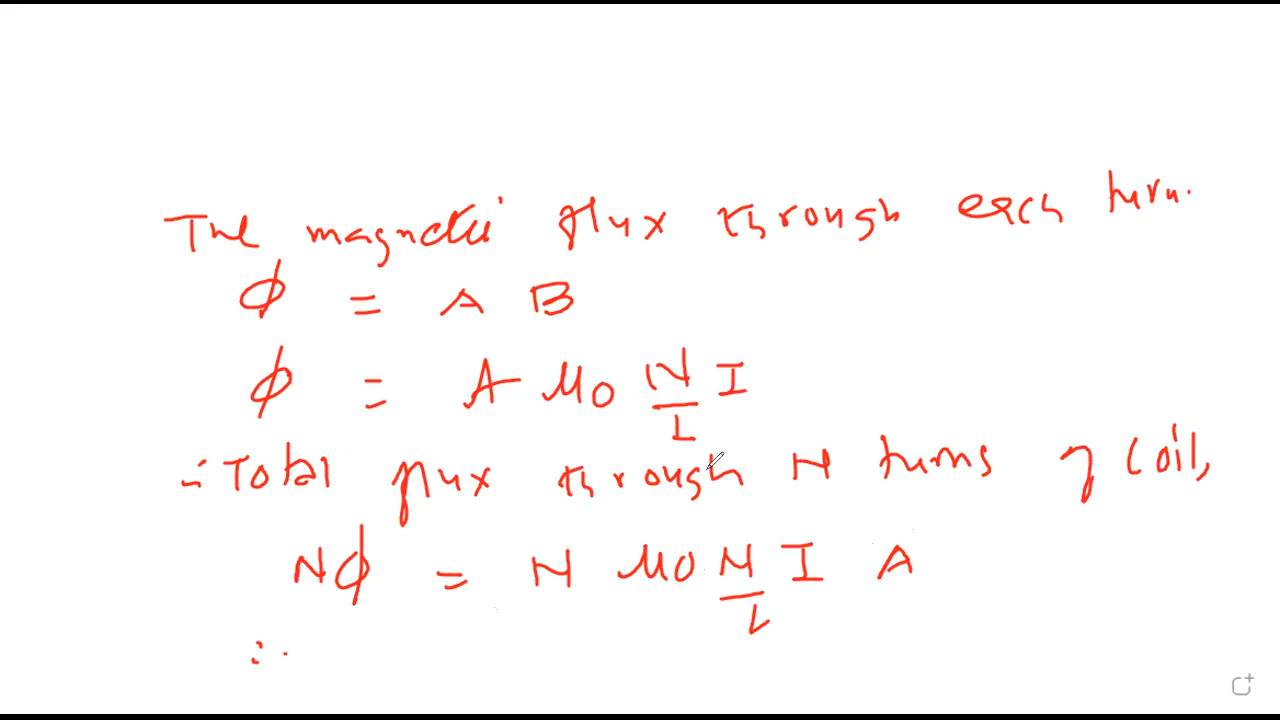 The magnetic flux through each turn.
ϕ = A B
ϕ = A μ0 N/L I
∴ Total flux through N turns of coil,
Nϕ = N μ0 N/L I A
∴